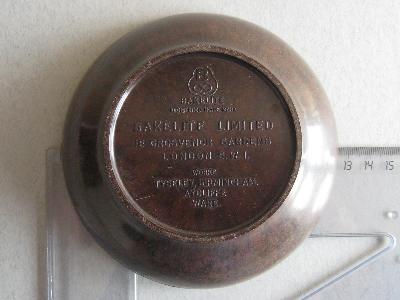 BAKELITE
BAKELITE LIMITED
18 GROSVENOR GARDENS
LONDON S.W.1.
WORKS
TYSELEY, BIRMINGHAM.
AYCLIFFE
WARE.
13 14 15